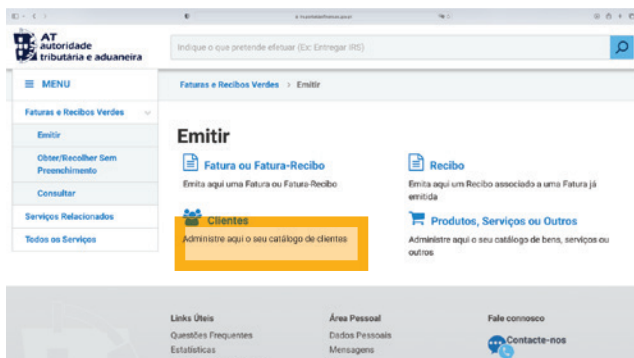 AT
autoridade
tributária e aduaneira
Indique o que pretende efetuar (Ex: Entregar IRS)
MENU
Faturas e Recibos Verdes > Emitir
Faturas e Recibos Verdes
Emitir
Obter/Recolher Sem
Preenchimento
Consultar
Serviços Relacionados
Todos os Serviços
Emitir
Fatura ou Fatura-Recibo
Emita aqui uma Fatura ou Fatura-Recibo
Recibo
Emita aqui um Recibo associado a uma Fatura já
emitida
Clientes
Administre aqui o seu catálogo de clientes
Produtos, Serviços ou Outros
Administre aqui o seu catálogo de bens, serviços ou
outros
Links Úteis
Questões Frequentes
Estatísticas
Área Pessoal
Dados Pessoais
Mensagens
Fale connosco
Contacte-nos